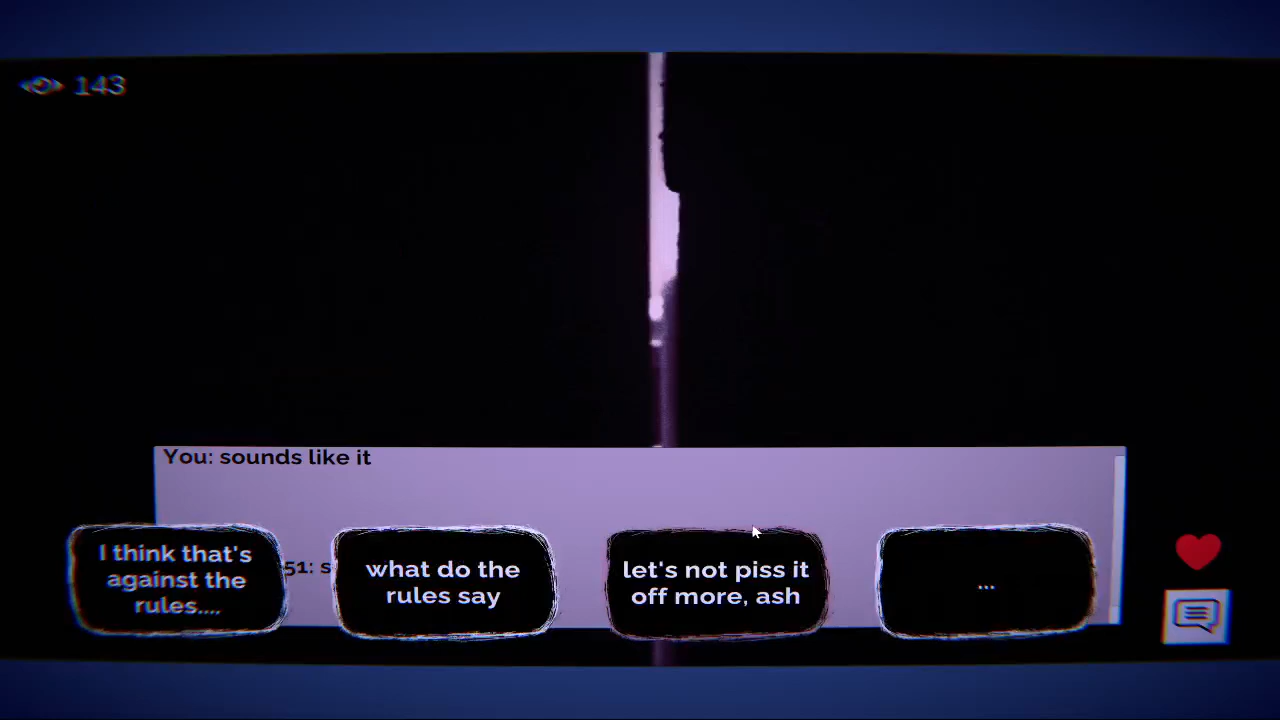 143
You: sounds like it
51: s
I think that's
against the
rules....
what do the
rules say
let's not piss it
off more, ash
...